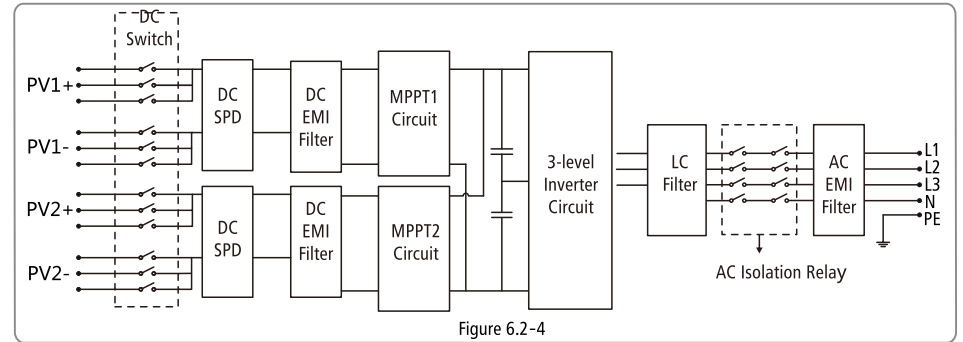 DC
Switch
PV1+
PV1-
PV2+
PV2-
DC
SPD
DC
EMI
Filter
MPPT1
Circuit
DC
SPD
DC
EMI
Filter
MPPT2
Circuit
3-level
Inverter
Circuit
LC
Filter
AC
EMI
Filter
L1
L2
L3
N
PE
AC Isolation Relay
Figure 6.2-4